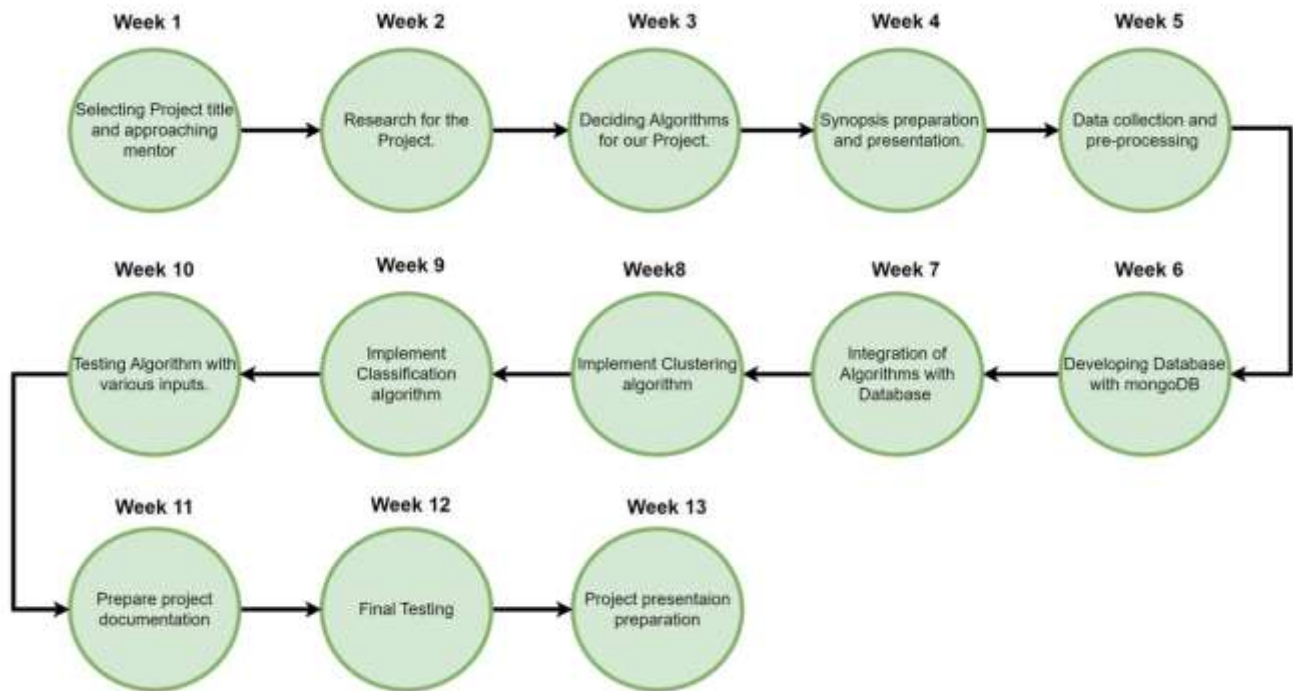 Week 1
Week 2
Week 3
Week 4
Week 5
Selecting Project title
and approaching
mentor
Research for the
Project.
Deciding Algorithms
for our Project.
Synopsis preparation
and presentation.
Data collection and
pre-processing
Week 10
Week 9
Week8
Week 7
Week 6
Testing Algorithm with
various inputs.
Implement
Classification
algorithm
Implement Clustering
algorithm
Integration of
Algorithms with
Database
Developing Database
with mongoDB
Week 11
Week 12
Week 13
Prepare project
documentation
Final Testing
Project presentaion
preparation